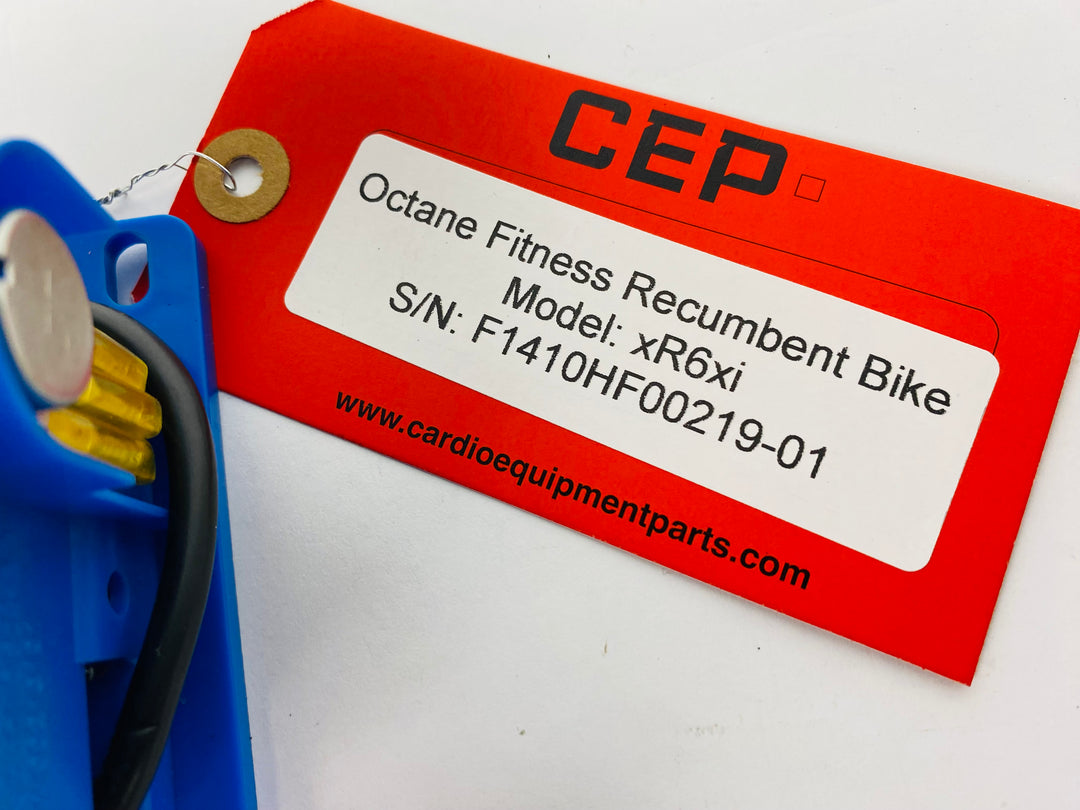 CEP
Octane Fitness Recumbent Bike
Model: xR6xi
S/N: F1410HF00219-01
www.cardioequipmentparts.com